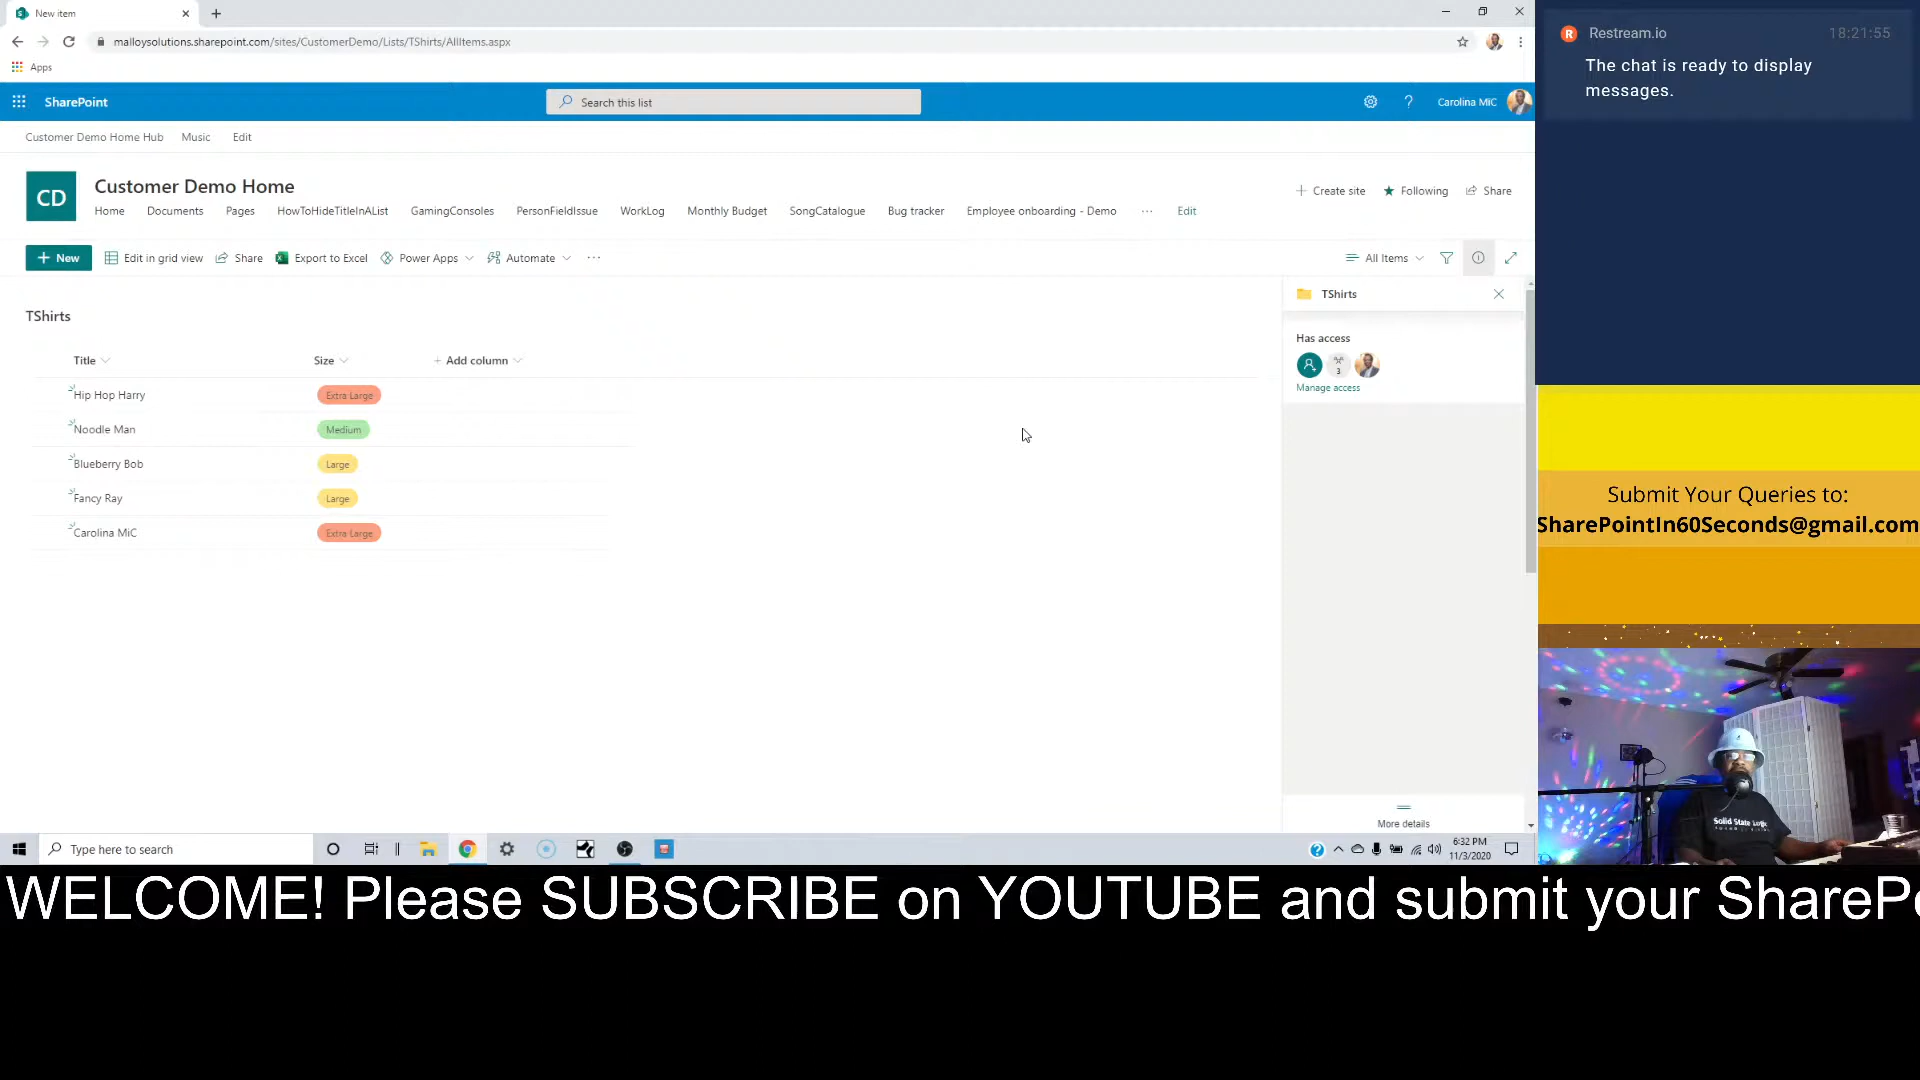 New item
malloysolutions.sharepoint.com/sites/CustomerDemo/Lists/TShirts/AllItems.aspx
Apps
SharePoint
Search this list
Carolina MiC
Customer Demo Home Hub Music Edit
CD
Customer Demo Home
Home Documents Pages HowToHideTitleInAList GamingConsoles PersonFieldIssue WorkLog Monthly Budget SongCatalogue Bug tracker Employee onboarding - Demo ... Edit
Create site Following Share
New Edit in grid view Share Export to Excel Power Apps Automate ...
All Items
TShirts
Title Size + Add column
Hip Hop Harry Extra Large
Noodle Man Medium
Blueberry Bob Large
Fancy Ray Large
Carolina MiC Extra Large
TShirts
Has access
3
Manage access
More details
Type here to search
6:32 PM
11/3/2020
R Restream.io 18:21:55
The chat is ready to display
messages.
Submit Your Queries to:
SharePointIn60Seconds@gmail.com
Solid State Logic
WELCOME! Please SUBSCRIBE on YOUTUBE and submit your SharePo